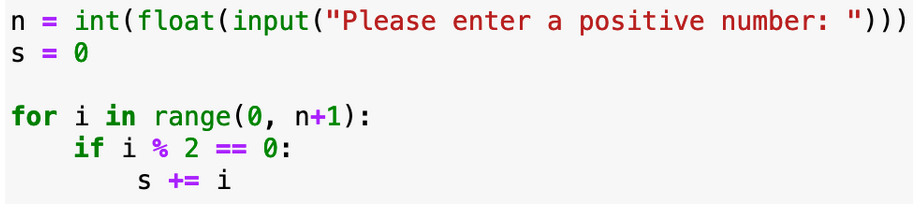 n = int(float(input("Please enter a positive number: ")))
s = 0
for i in range(0, n+1):
    if i % 2 == 0:
        s += i